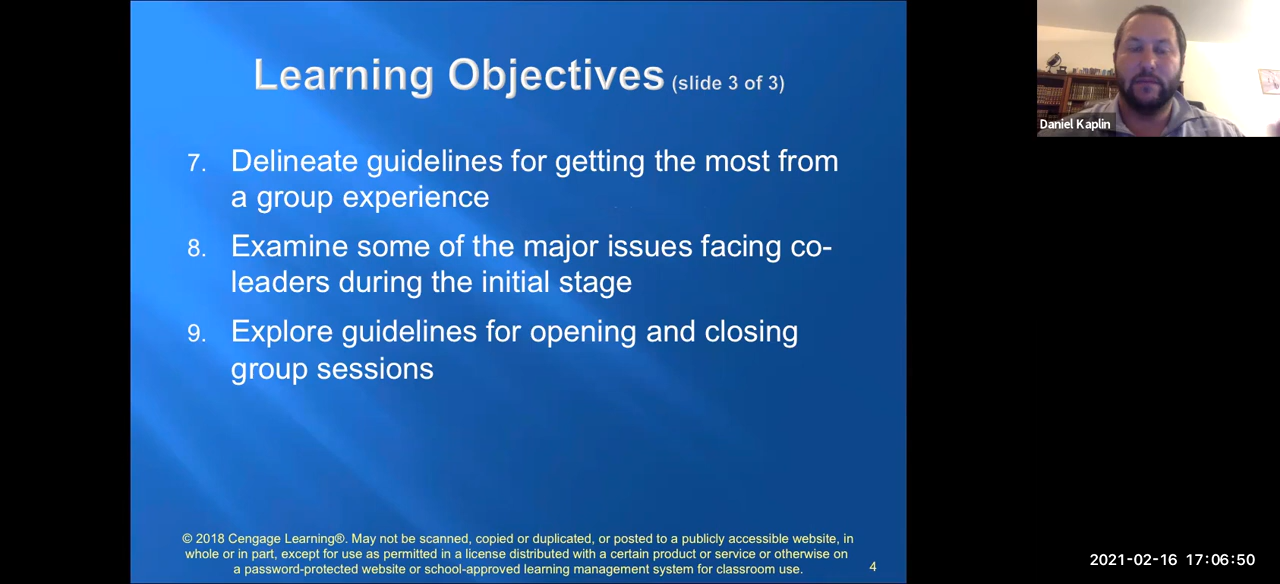 Learning Objectives (slide 3 of 3)
7. Delineate guidelines for getting the most from
a group experience
8. Examine some of the major issues facing co-
leaders during the initial stage
9. Explore guidelines for opening and closing
group sessions
© 2018 Cengage Learning®. May not be scanned, copied or duplicated, or posted to a publicly accessible website, in
whole or in part, except for use as permitted in a license distributed with a certain product or service or otherwise on
a password-protected website or school-approved learning management system for classroom use.
4
Daniel Kaplin
2021-02-16 17:06:50